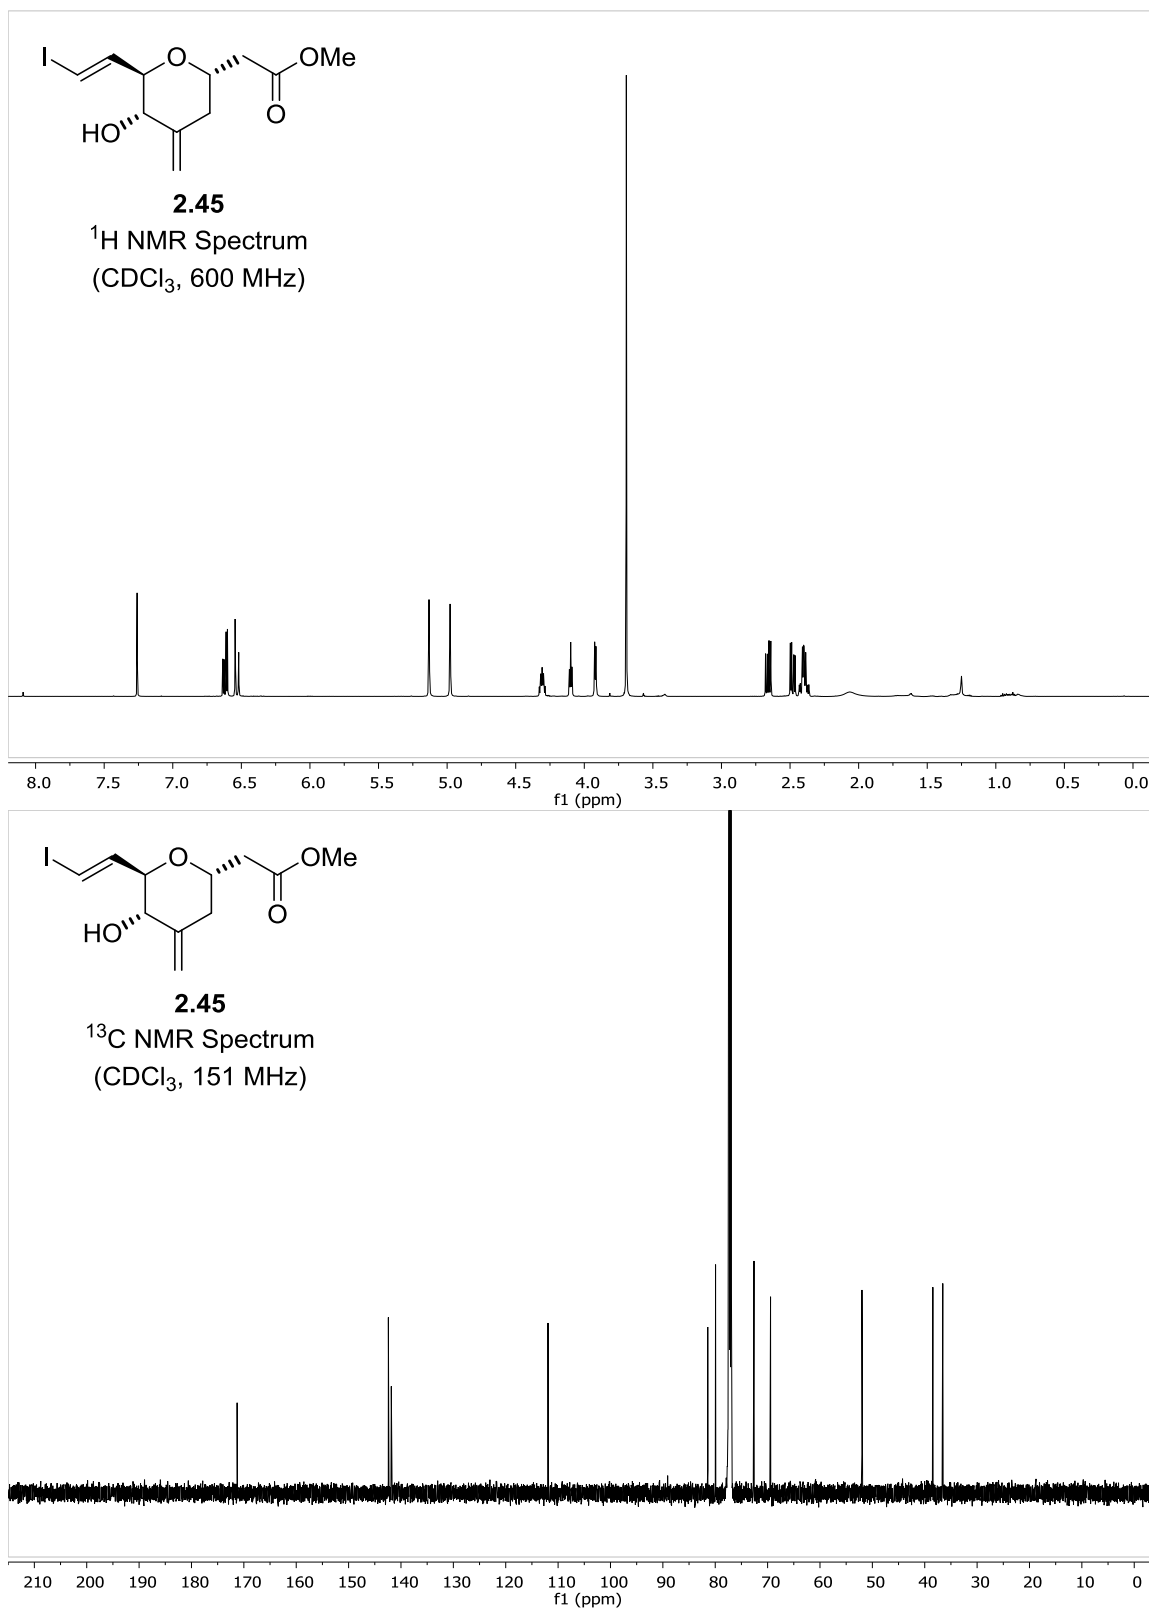 I
O
OMe
O
HO
2.45
¹H NMR Spectrum
(CDCl₃, 600 MHz)
8.0 7.5 7.0 6.5 6.0 5.5 5.0 4.5 4.0 3.5 3.0 2.5 2.0 1.5 1.0 0.5 0.0
f1 (ppm)
I
O
OMe
O
HO
2.45
¹³C NMR Spectrum
(CDCl₃, 151 MHz)
210 200 190 180 170 160 150 140 130 120 110 100 90 80 70 60 50 40 30 20 10 0
f1 (ppm)